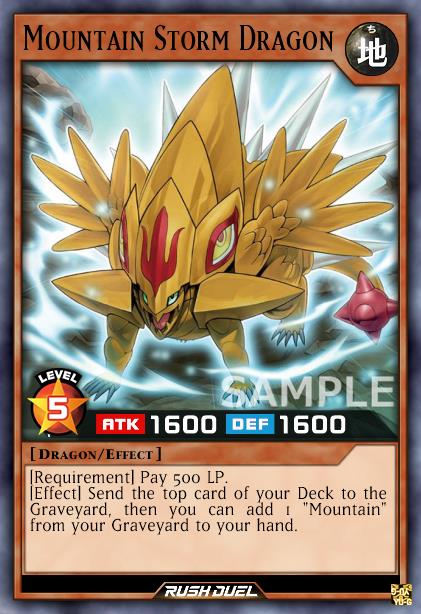 Mountain Storm Dragon
ち
地
SAMPLE
LEVEL
5
ATK 1600 DEF 1600
[Dragon/Effect]
[Requirement] Pay 500 LP.
[Effect] Send the top card of your Deck to the
Graveyard, then you can add 1 "Mountain"
from your Graveyard to your hand.
RUSH DUEL